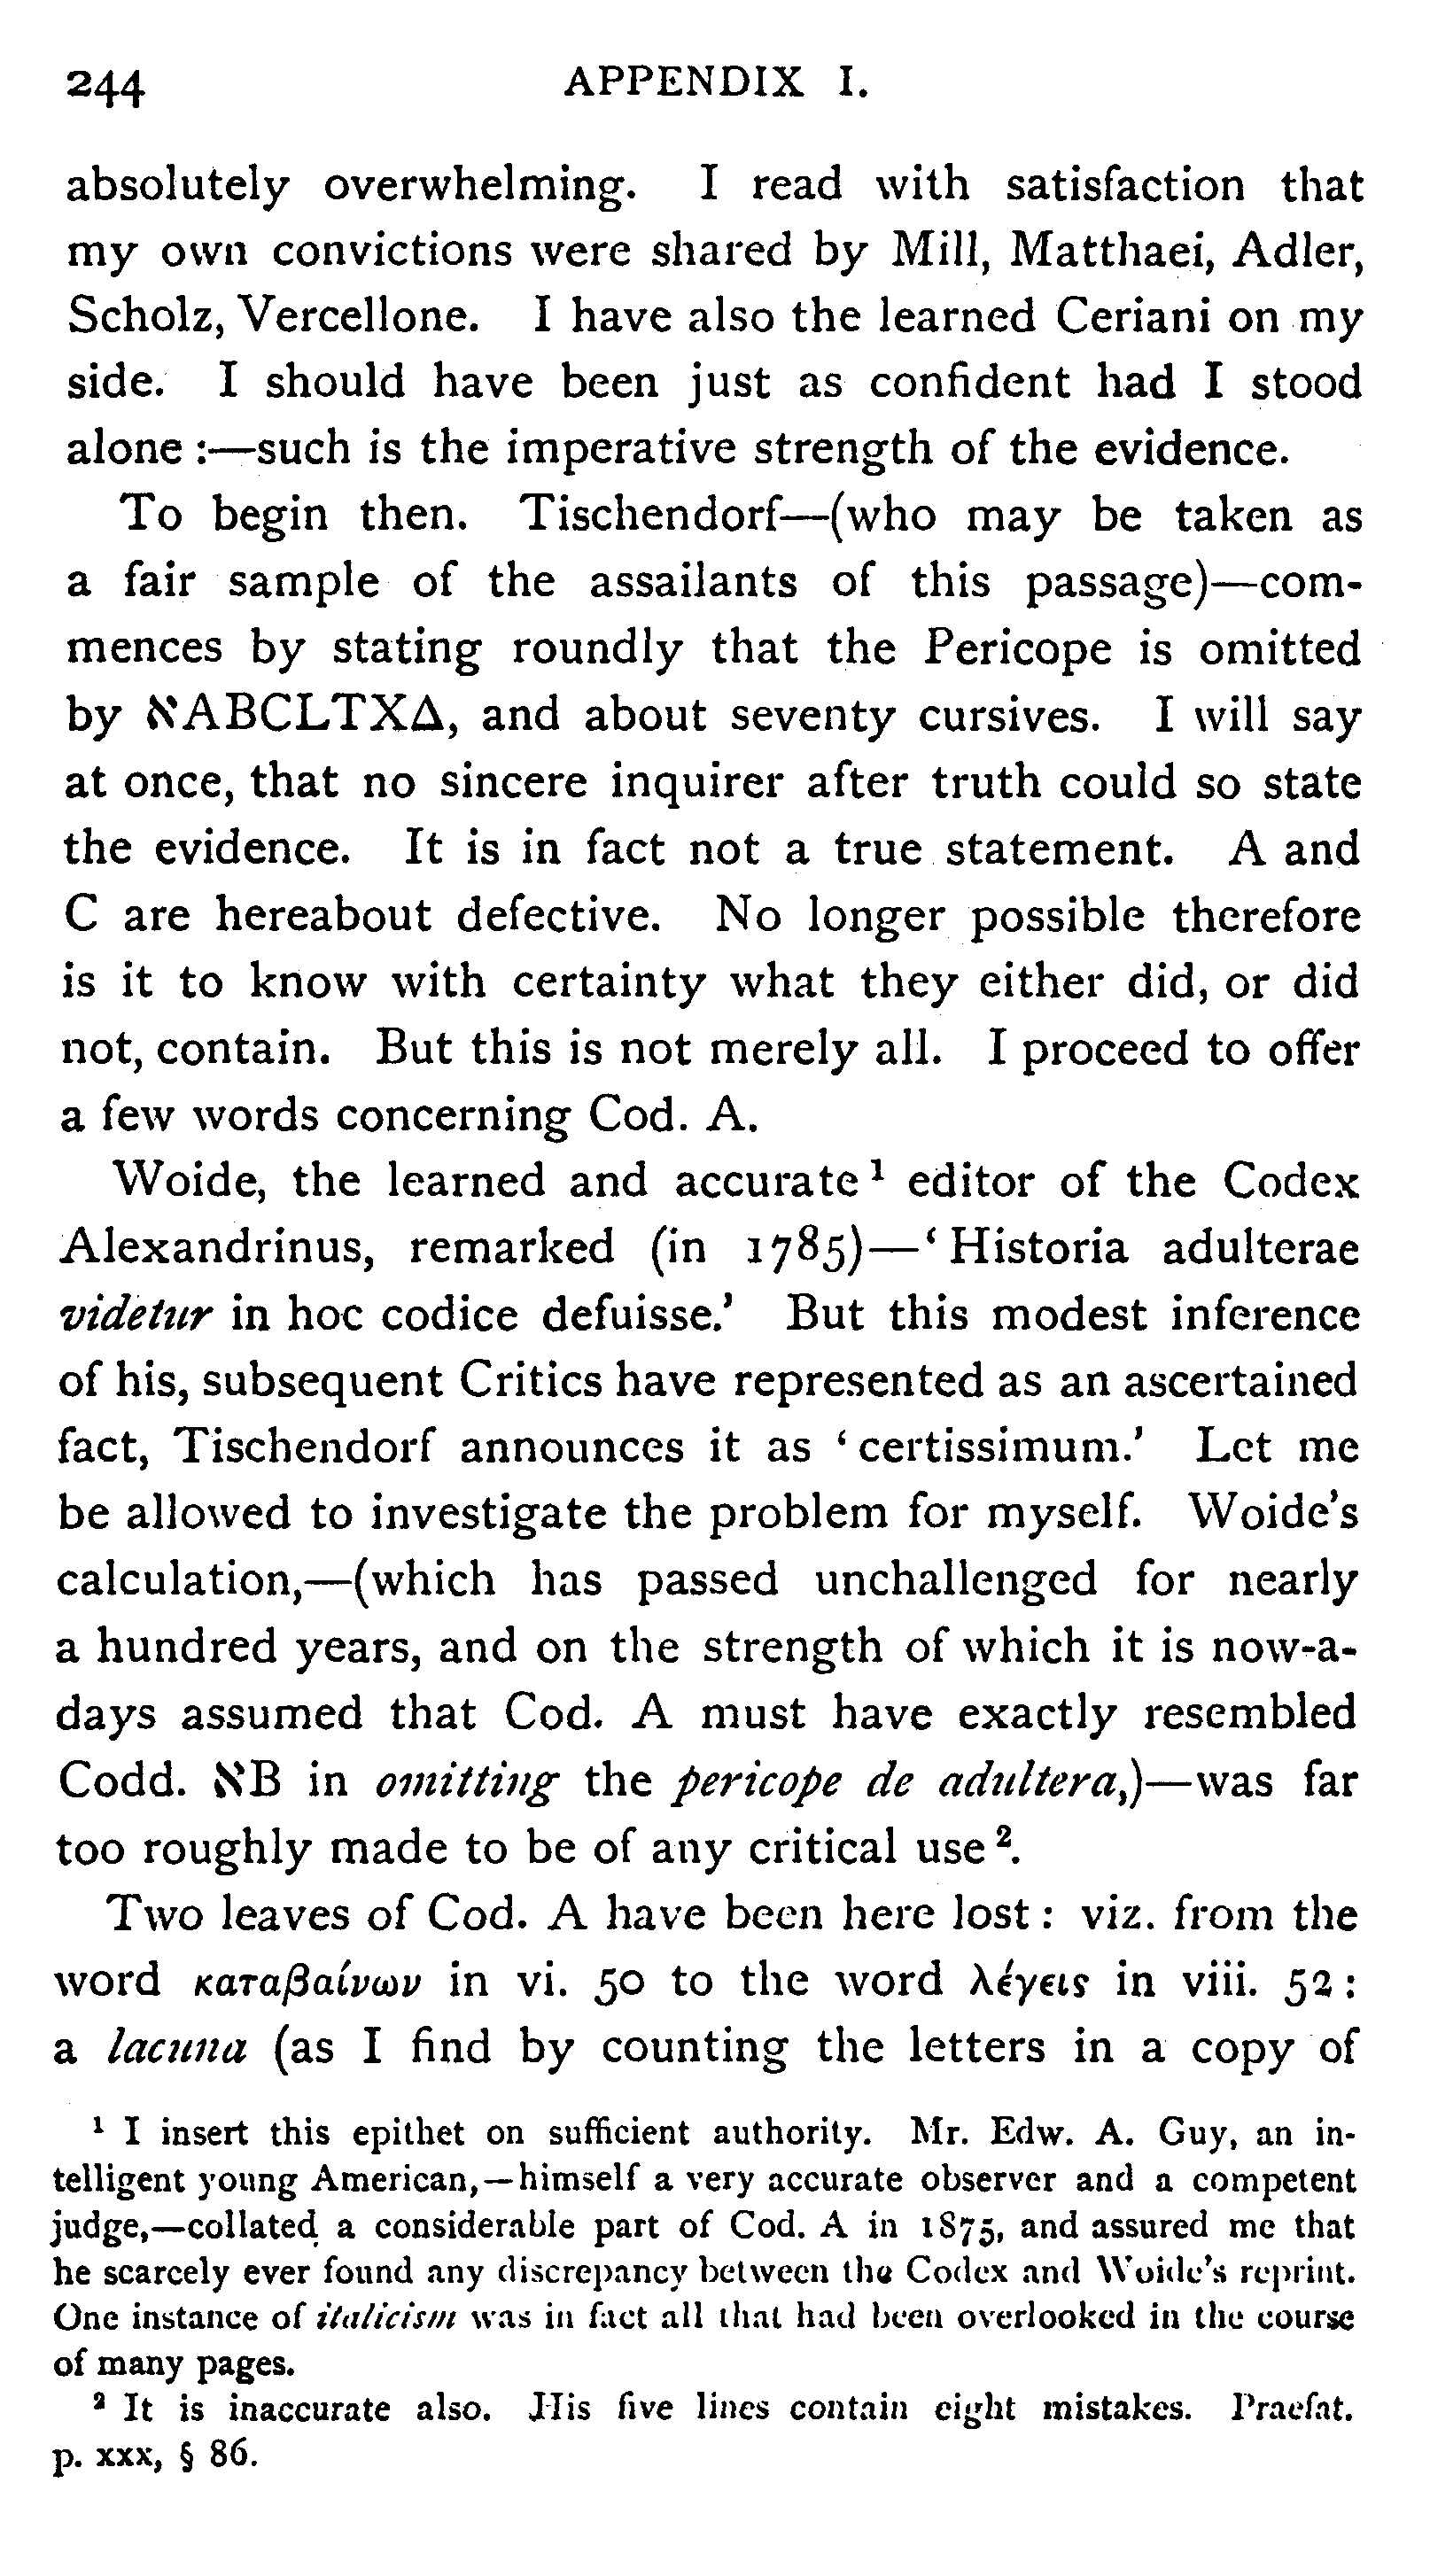 244 APPENDIX I.
absolutely overwhelming. I read with satisfaction that
my own convictions were shared by Mill, Matthaei, Adler,
Scholz, Vercellone. I have also the learned Ceriani on my
side. I should have been just as confident had I stood
alone :—such is the imperative strength of the evidence.
To begin then. Tischendorf—(who may be taken as
a fair sample of the assailants of this passage)—com-
mences by stating roundly that the Pericope is omitted
by אABCLTXΔ, and about seventy cursives. I will say
at once, that no sincere inquirer after truth could so state
the evidence. It is in fact not a true statement. A and
C are hereabout defective. No longer possible therefore
is it to know with certainty what they either did, or did
not, contain. But this is not merely all. I proceed to offer
a few words concerning Cod. A.
Woide, the learned and accurate ¹ editor of the Codex
Alexandrinus, remarked (in 1785)—‘ Historia adulterae
videtur in hoc codice defuisse.’ But this modest inference
of his, subsequent Critics have represented as an ascertained
fact, Tischendorf announces it as ‘ certissimum.’ Let me
be allowed to investigate the problem for myself. Woide’s
calculation,—(which has passed unchallenged for nearly
a hundred years, and on the strength of which it is now-a-
days assumed that Cod. A must have exactly resembled
Codd. אB in omitting the pericope de adultera,)—was far
too roughly made to be of any critical use ².
Two leaves of Cod. A have been here lost : viz. from the
word καταβαίνων in vi. 50 to the word λέγεις in viii. 52 :
a lacuna (as I find by counting the letters in a copy of
¹ I insert this epithet on sufficient authority. Mr. Edw. A. Guy, an in-
telligent young American,—himself a very accurate observer and a competent
judge,—collated a considerable part of Cod. A in 1875, and assured me that
he scarcely ever found any discrepancy between the Codex and Woide’s reprint.
One instance of italicism was in fact all that had been overlooked in the course
of many pages.
² It is inaccurate also. His five lines contain eight mistakes. Praefat.
p. xxx, § 86.